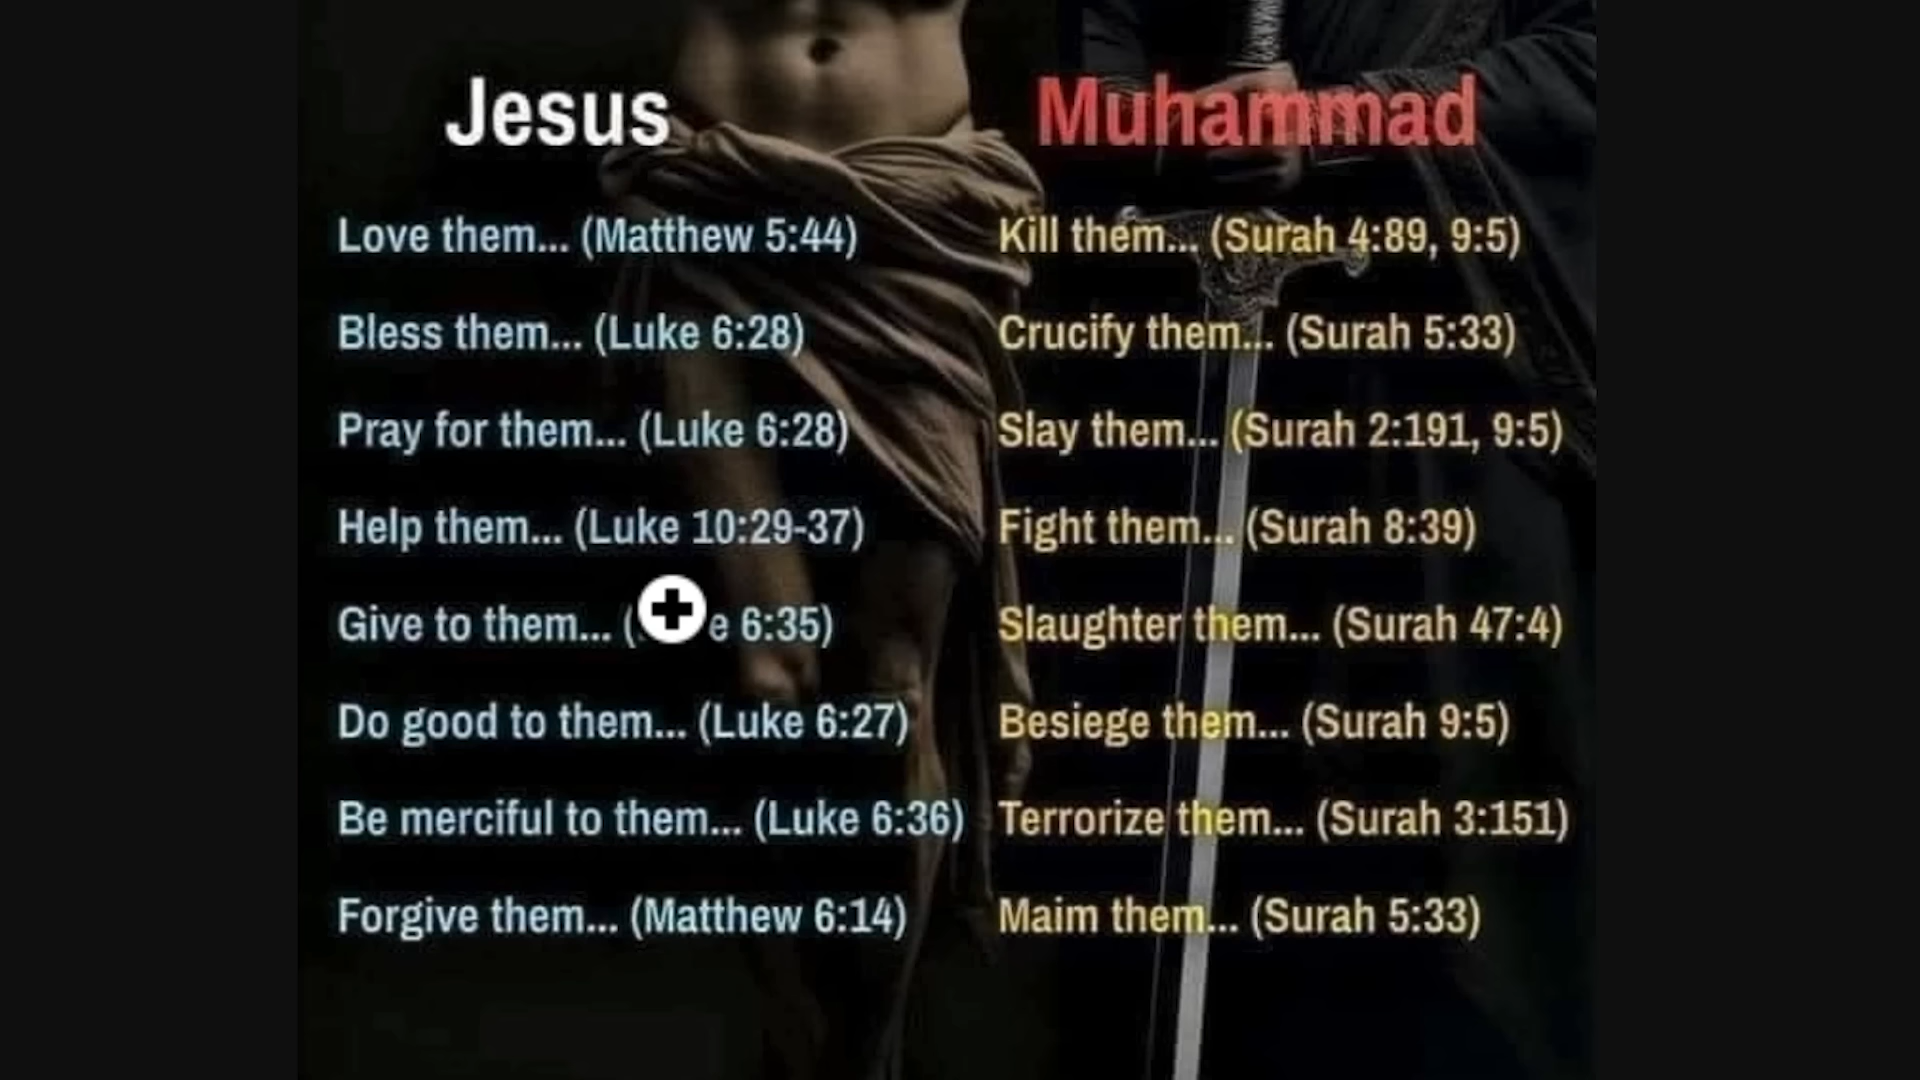 Jesus
Love them... (Matthew 5:44)
Bless them... (Luke 6:28)
Pray for them... (Luke 6:28)
Help them... (Luke 10:29-37)
Give to them... ( e 6:35)
Do good to them... (Luke 6:27)
Be merciful to them... (Luke 6:36)
Forgive them... (Matthew 6:14)
Muhammad
Kill them... (Surah 4:89, 9:5)
Crucify them... (Surah 5:33)
Slay them... (Surah 2:191, 9:5)
Fight them... (Surah 8:39)
Slaughter them... (Surah 47:4)
Besiege them... (Surah 9:5)
Terrorize them... (Surah 3:151)
Maim them... (Surah 5:33)